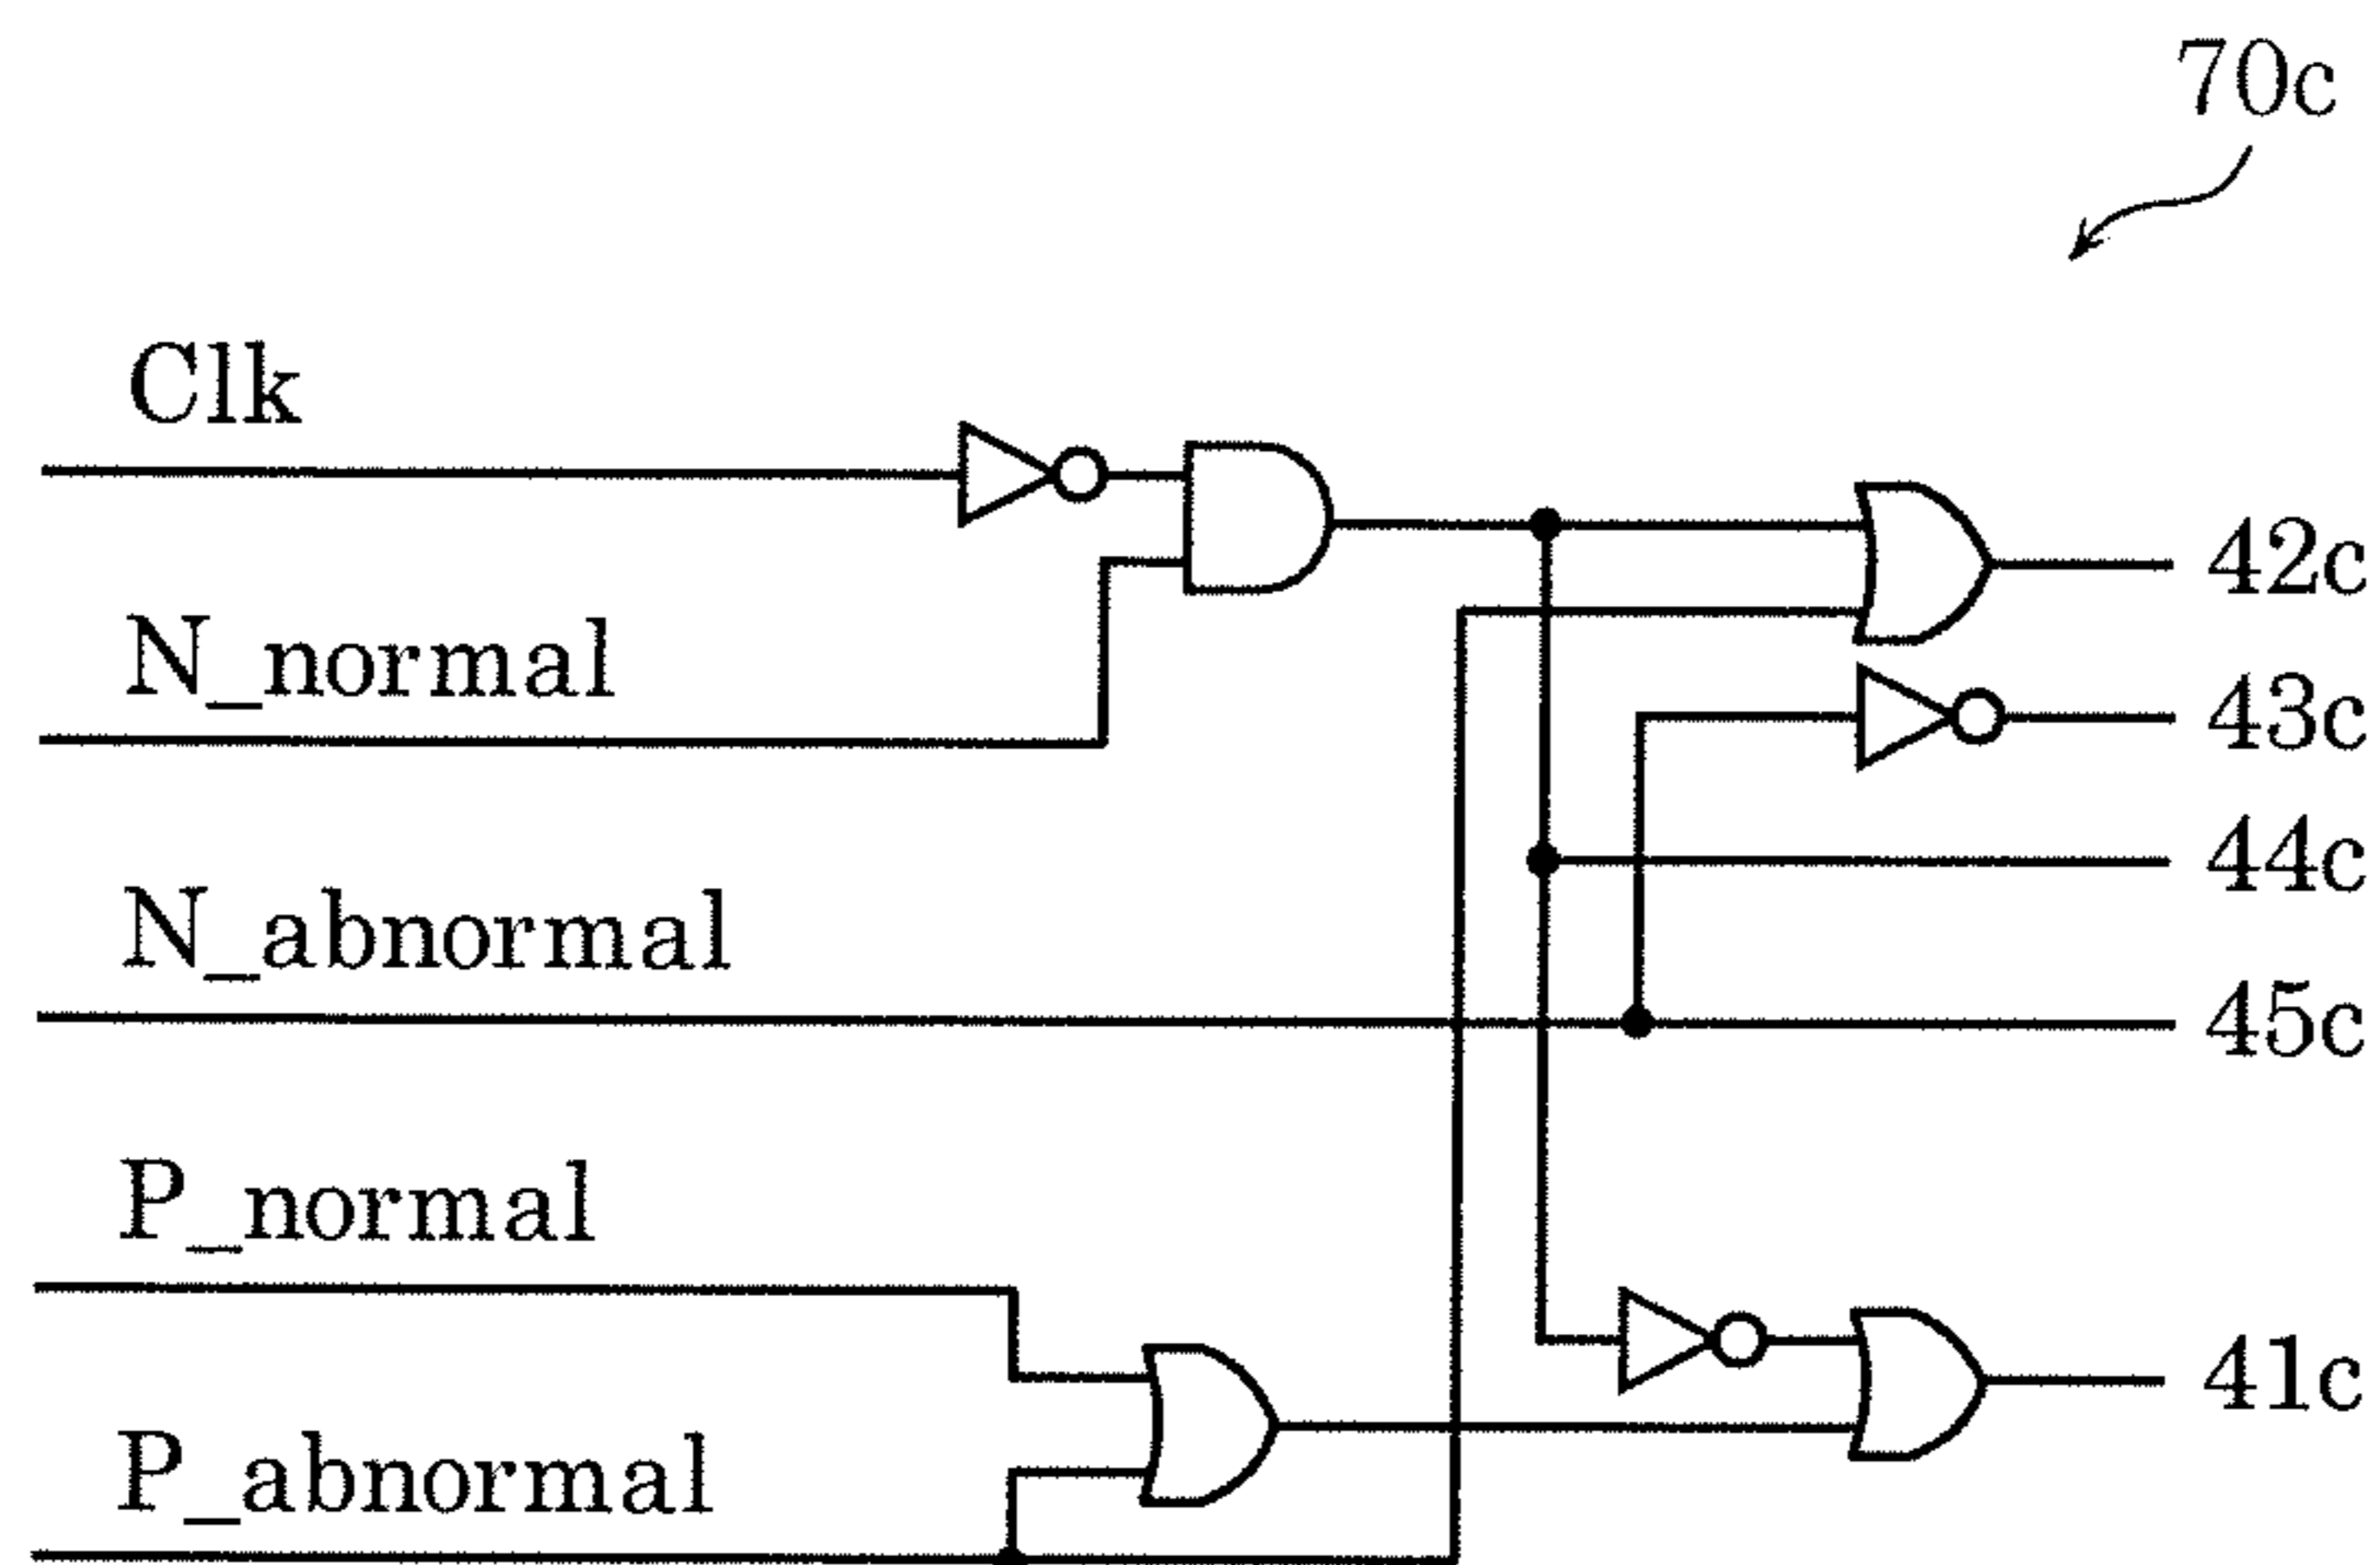 70c
Clk
N_normal
42c
43c
44c
N_abnormal
45c
P_normal
41c
P_abnormal